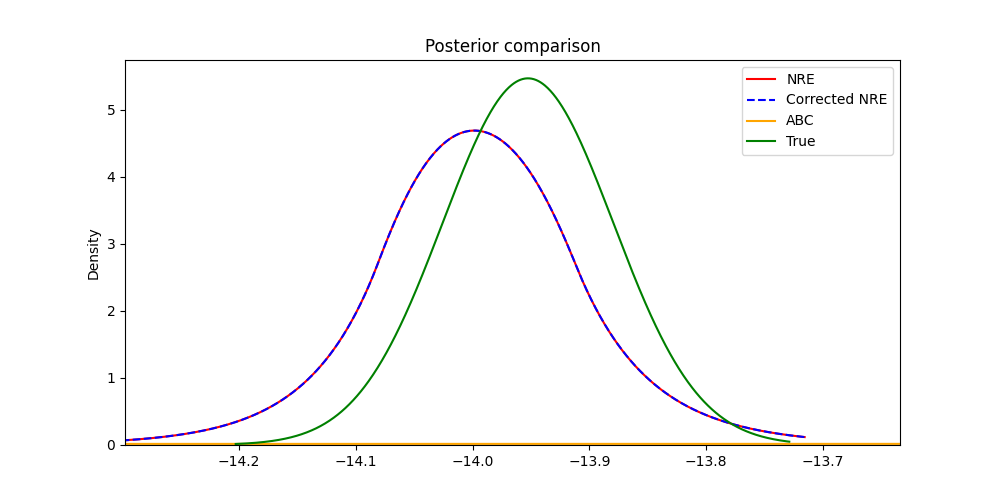 Posterior comparison
NRE
Corrected NRE
ABC
True
Density
5
4
3
2
1
0
−14.2 −14.1 −14.0 −13.9 −13.8 −13.7